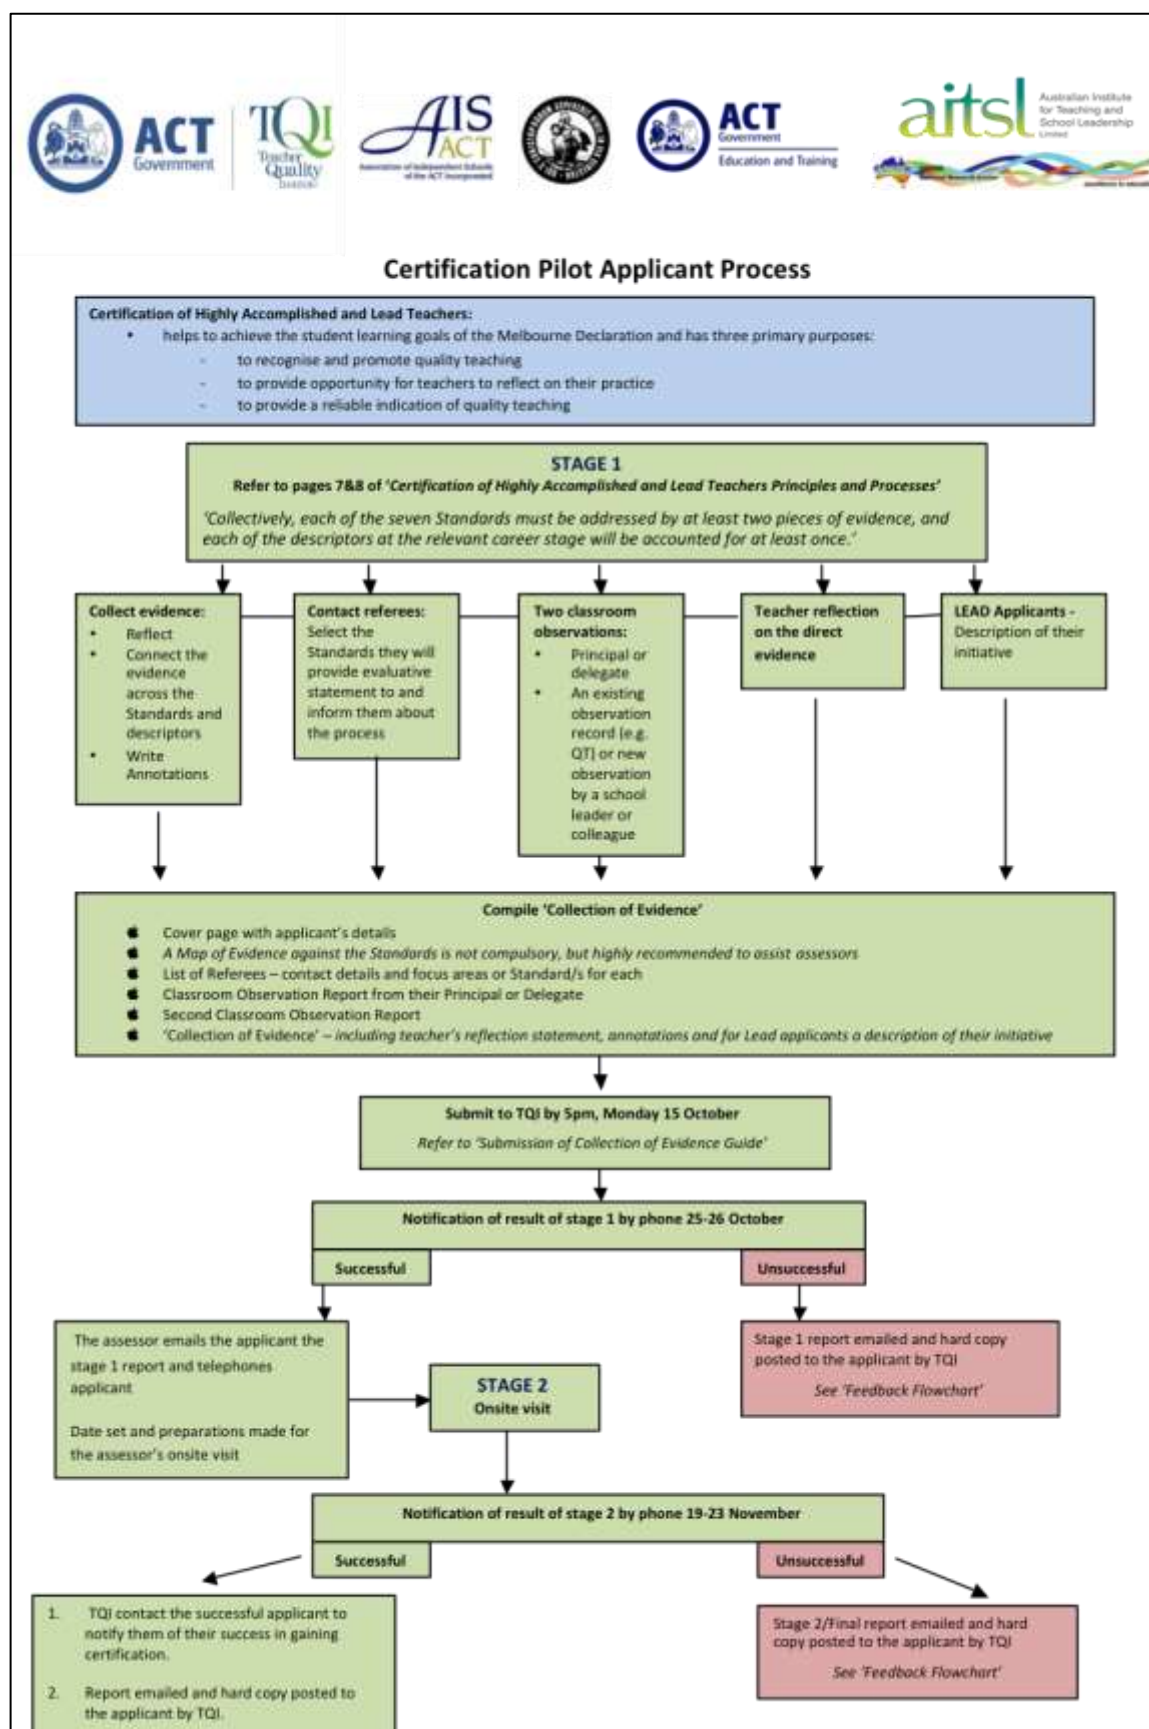 ACT
Government
TQI
Teacher
Quality
Institute
AIS
ACT
Association of Independent Schools
of the ACT Incorporated
ACT
Government
Education and Training
aitsl
Australian Institute
for Teaching and
School Leadership
Limited
Certification Pilot Applicant Process
Certification of Highly Accomplished and Lead Teachers:
• helps to achieve the student learning goals of the Melbourne Declaration and has three primary purposes:
- to recognise and promote quality teaching
- to provide opportunity for teachers to reflect on their practice
- to provide a reliable indication of quality teaching
STAGE 1
Refer to pages 7&8 of 'Certification of Highly Accomplished and Lead Teachers Principles and Processes'
'Collectively, each of the seven Standards must be addressed by at least two pieces of evidence, and
each of the descriptors at the relevant career stage will be accounted for at least once.'
Collect evidence:
• Reflect
• Connect the
evidence
across the
Standards and
descriptors
• Write
Annotations
Contact referees:
Select the
Standards they will
provide evaluative
statement to and
inform them about
the process
Two classroom
observations:
• Principal or
delegate
• An existing
observation
record (e.g.
QT) or new
observation
by a school
leader or
colleague
Teacher reflection
on the direct
evidence
LEAD Applicants -
Description of their
initiative
Compile 'Collection of Evidence'
Cover page with applicant's details
A Map of Evidence against the Standards is not compulsory, but highly recommended to assist assessors
List of Referees – contact details and focus areas or Standard/s for each
Classroom Observation Report from their Principal or Delegate
Second Classroom Observation Report
'Collection of Evidence' – including teacher's reflection statement, annotations and for Lead applicants a description of their initiative
Submit to TQI by 5pm, Monday 15 October
Refer to 'Submission of Collection of Evidence Guide'
Notification of result of stage 1 by phone 25-26 October
Successful
Unsuccessful
The assessor emails the applicant the
stage 1 report and telephones
applicant
Date set and preparations made for
the assessor's onsite visit
STAGE 2
Onsite visit
Stage 1 report emailed and hard copy
posted to the applicant by TQI
See 'Feedback Flowchart'
Notification of result of stage 2 by phone 19-23 November
Successful
Unsuccessful
1. TQI contact the successful applicant to
notify them of their success in gaining
certification.
2. Report emailed and hard copy posted to
the applicant by TQI.
Stage 2/Final report emailed and hard
copy posted to the applicant by TQI
See 'Feedback Flowchart'